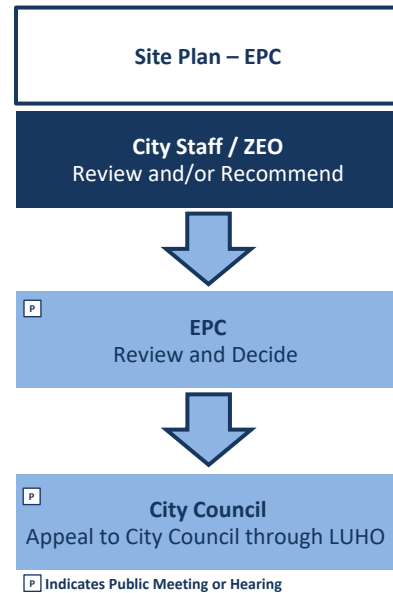 Site Plan – EPC
City Staff / ZEO
Review and/or Recommend
P
EPC
Review and Decide
P
City Council
Appeal to City Council through LUHO
P Indicates Public Meeting or Hearing